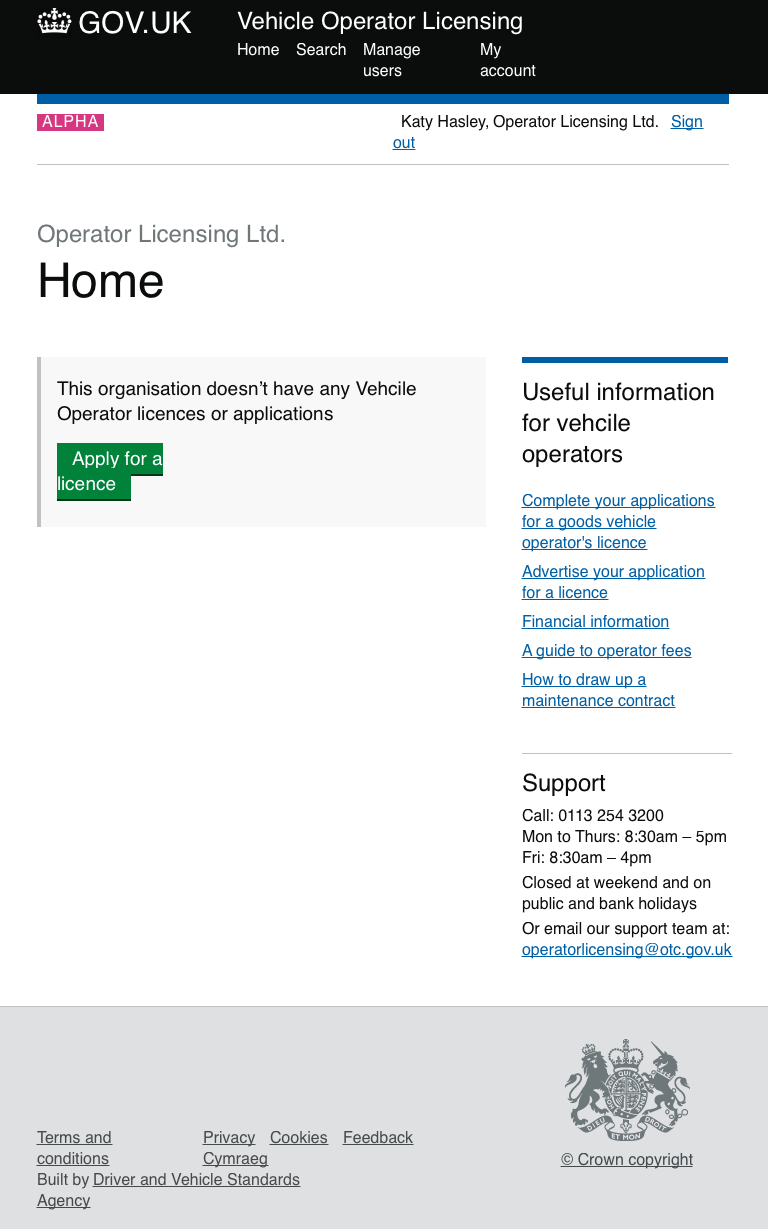 GOV.UK
Vehicle Operator Licensing
Home Search Manage users My account
ALPHA
Katy Hasley, Operator Licensing Ltd. Sign
out
Operator Licensing Ltd.
Home
This organisation doesn’t have any Vehcile
Operator licences or applications
Apply for a
licence
Useful information
for vehcile
operators
Complete your applications
for a goods vehicle
operator's licence
Advertise your application
for a licence
Financial information
A guide to operator fees
How to draw up a
maintenance contract
Support
Call: 0113 254 3200
Mon to Thurs: 8:30am – 5pm
Fri: 8:30am – 4pm
Closed at weekend and on
public and bank holidays
Or email our support team at:
operatorlicensing@otc.gov.uk
Terms and
conditions
Privacy Cookies Feedback
Cymraeg
Built by Driver and Vehicle Standards
Agency
DIEU ET MON DROIT
© Crown copyright